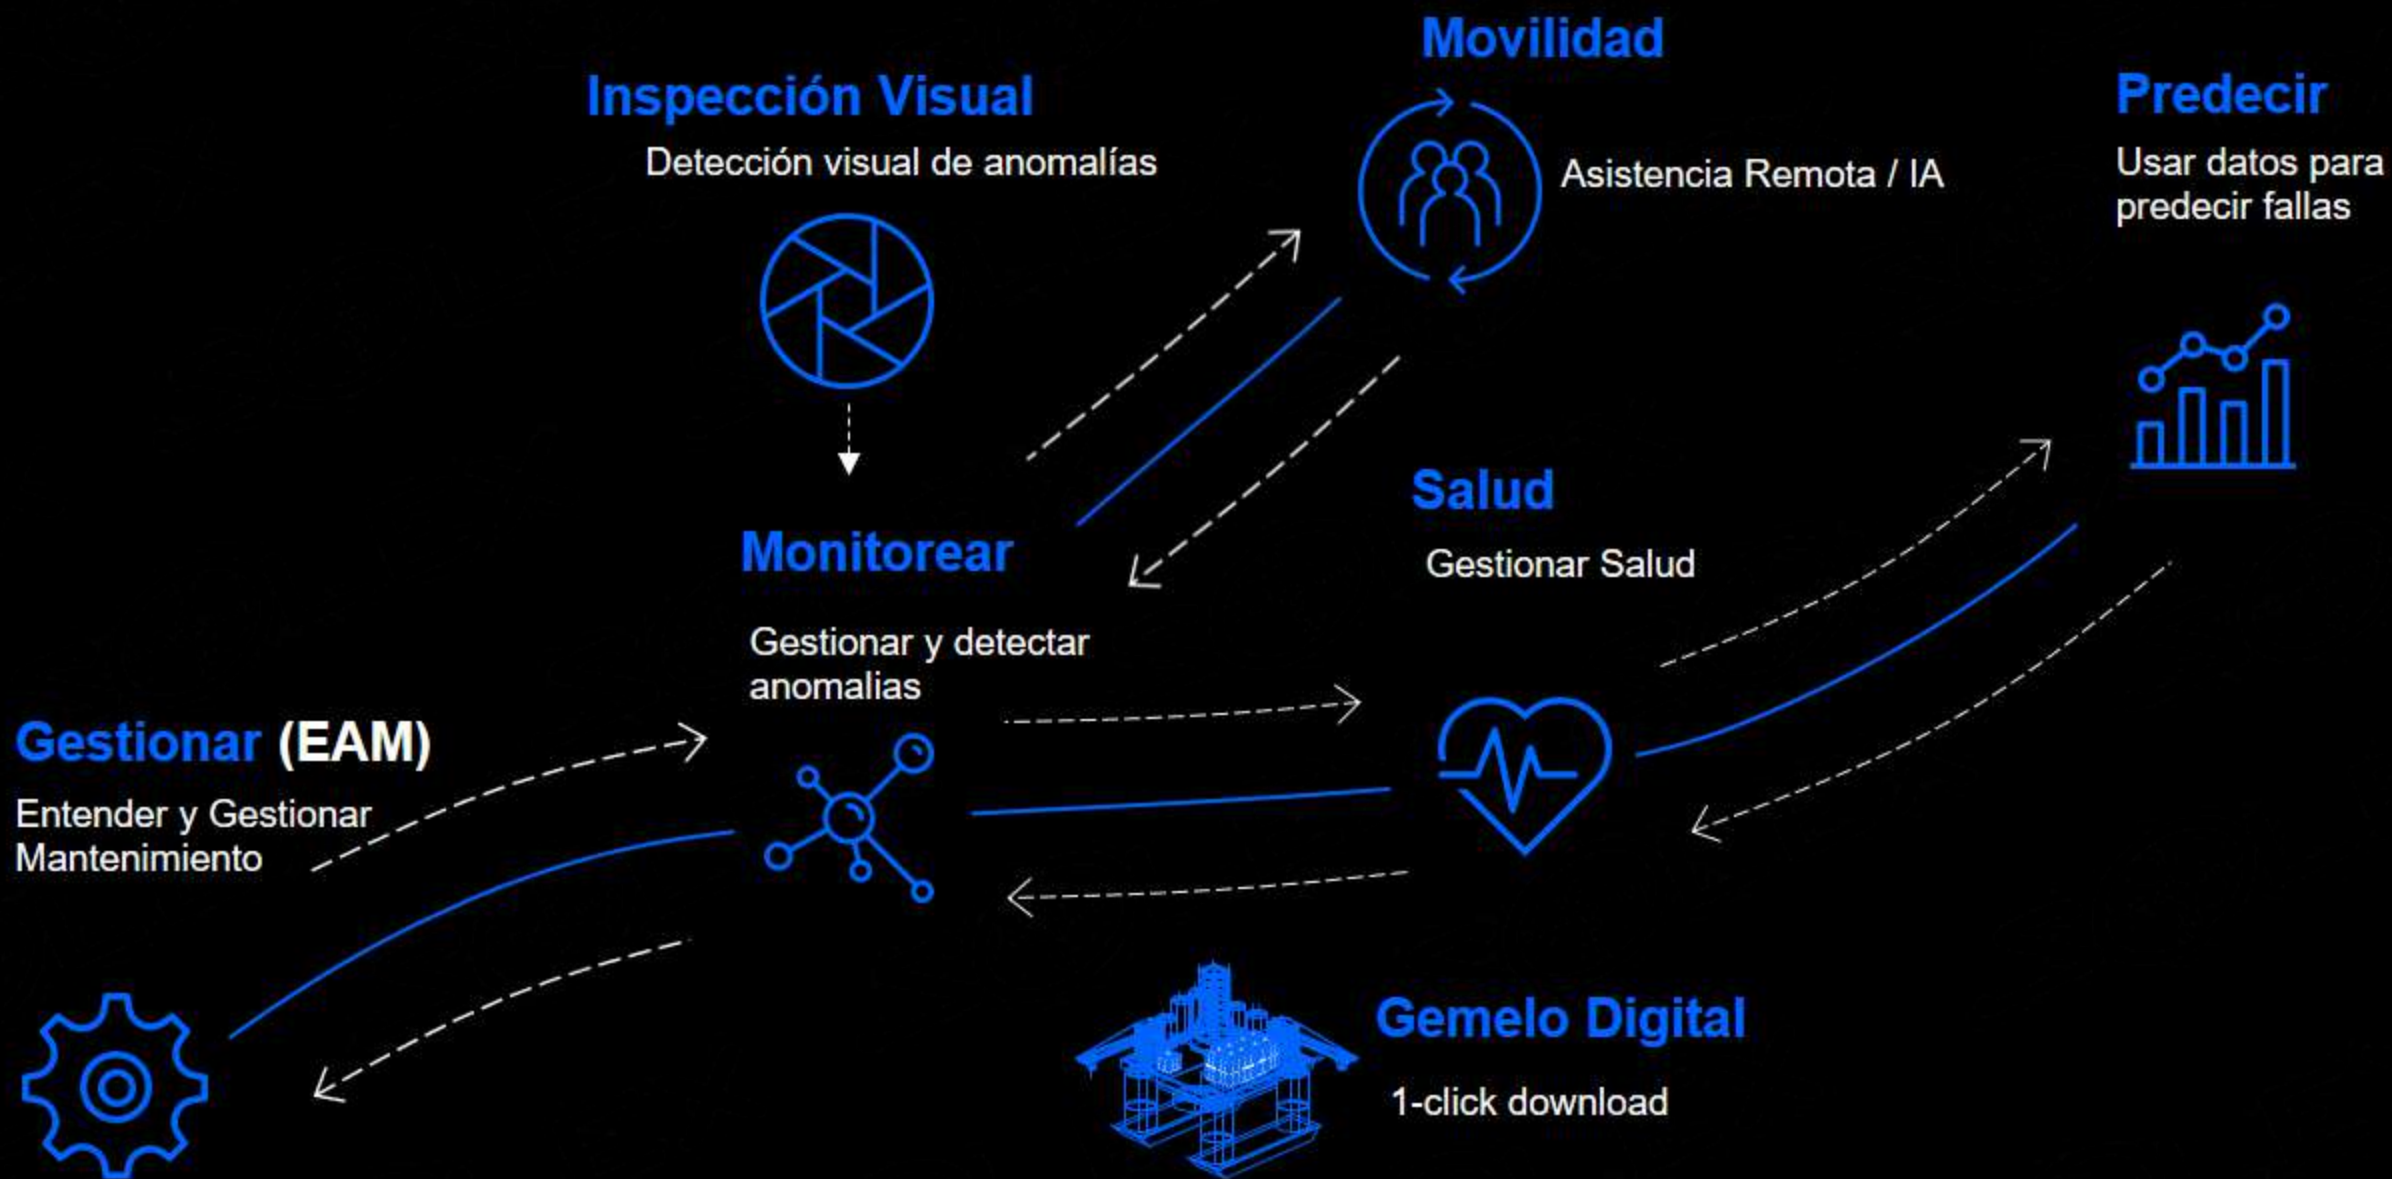 Movilidad
Asistencia Remota / IA
Inspección Visual
Detección visual de anomalías
Predecir
Usar datos para
predecir fallas
Salud
Gestionar Salud
Monitorear
Gestionar y detectar
anomalias
Gestionar (EAM)
Entender y Gestionar
Mantenimiento
Gemelo Digital
1-click download